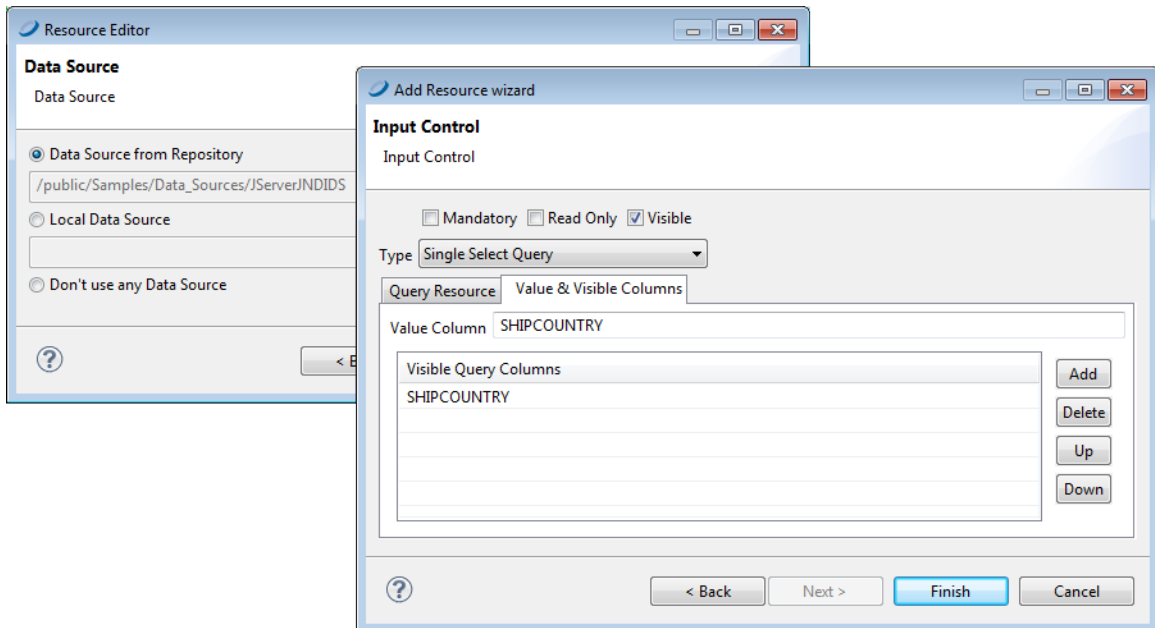 Resource Editor
Data Source
Data Source
Data Source from Repository
/public/Samples/Data_Sources/JServerJNDIDS
Local Data Source
Don't use any Data Source
?
<
Add Resource wizard
Input Control
Input Control
Mandatory Read Only Visible
Type Single Select Query
Query Resource Value & Visible Columns
Value Column SHIPCOUNTRY
Visible Query Columns
SHIPCOUNTRY
Add
Delete
Up
Down
?
< Back Next > Finish Cancel